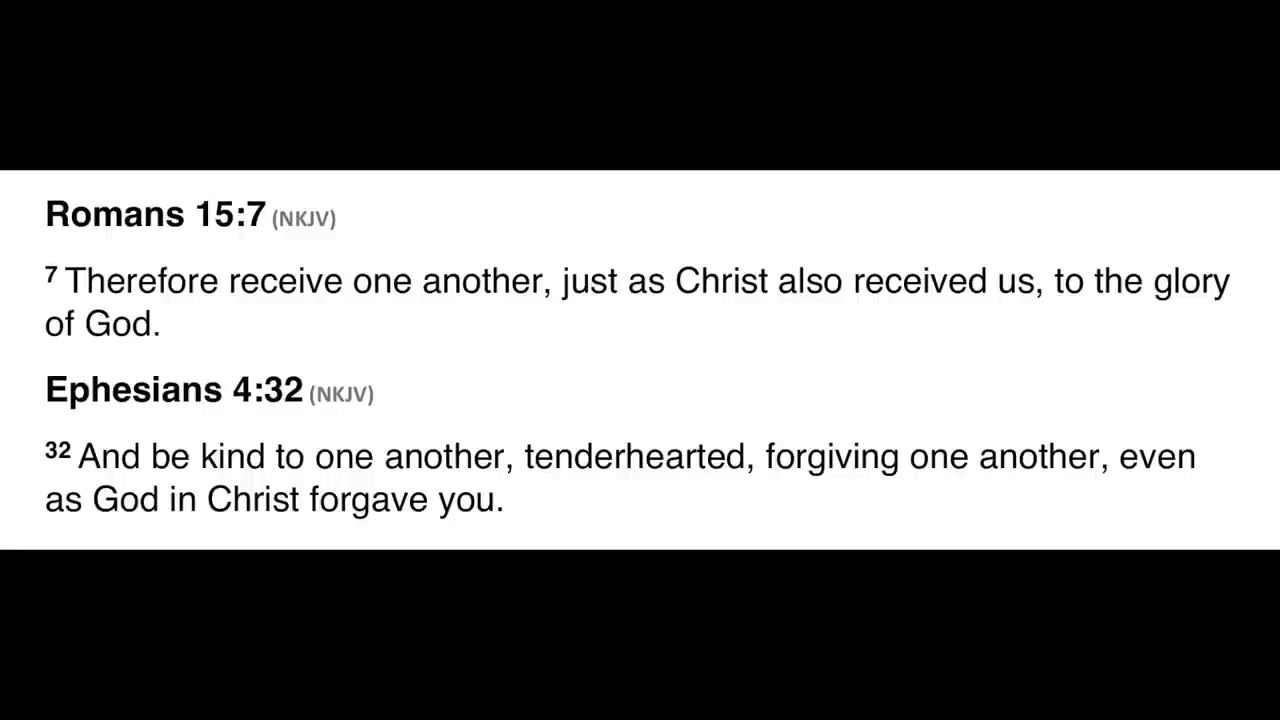 Romans 15:7 (NKJV)
7 Therefore receive one another, just as Christ also received us, to the glory
of God.
Ephesians 4:32 (NKJV)
32 And be kind to one another, tenderhearted, forgiving one another, even
as God in Christ forgave you.